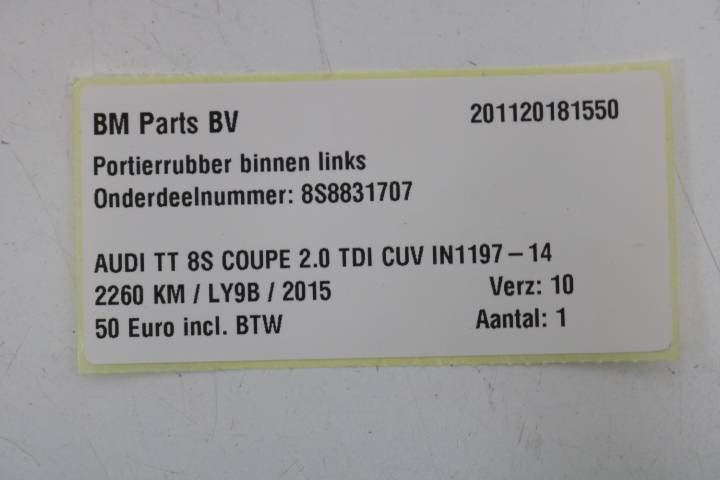 BM Parts BV 201120181550
Portierrubber binnen links
Onderdeelnummer: 8S8831707
AUDI TT 8S COUPE 2.0 TDI CUV IN1197-14
2260 KM / LY9B / 2015 Verz: 10
50 Euro incl. BTW Aantal: 1